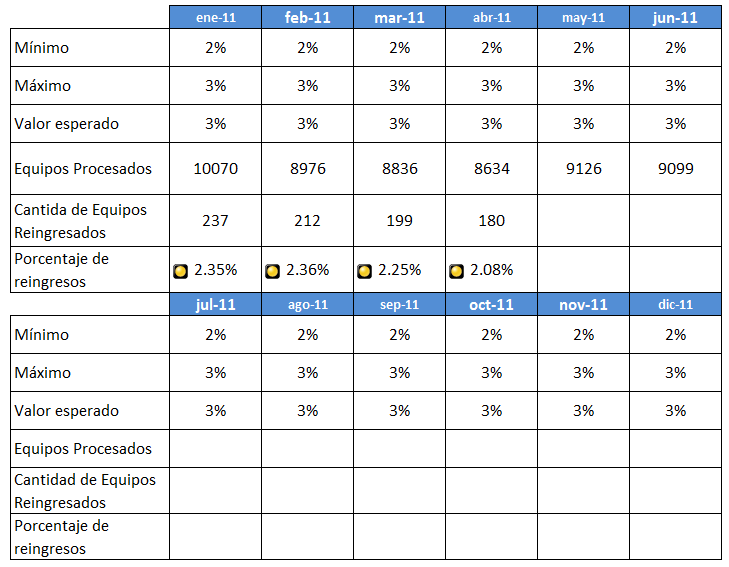 ene-11 feb-11 mar-11 abr-11 may-11 jun-11
Mínimo 2% 2% 2% 2% 2% 2%
Máximo 3% 3% 3% 3% 3% 3%
Valor esperado 3% 3% 3% 3% 3% 3%
Equipos Procesados 10070 8976 8836 8634 9126 9099
Cantida de Equipos
Reingresados 237 212 199 180
Porcentaje de
reingresos 2.35% 2.36% 2.25% 2.08%
jul-11 ago-11 sep-11 oct-11 nov-11 dic-11
Mínimo 2% 2% 2% 2% 2% 2%
Máximo 3% 3% 3% 3% 3% 3%
Valor esperado 3% 3% 3% 3% 3% 3%
Equipos Procesados
Cantidad de Equipos
Reingresados
Porcentaje de
reingresos